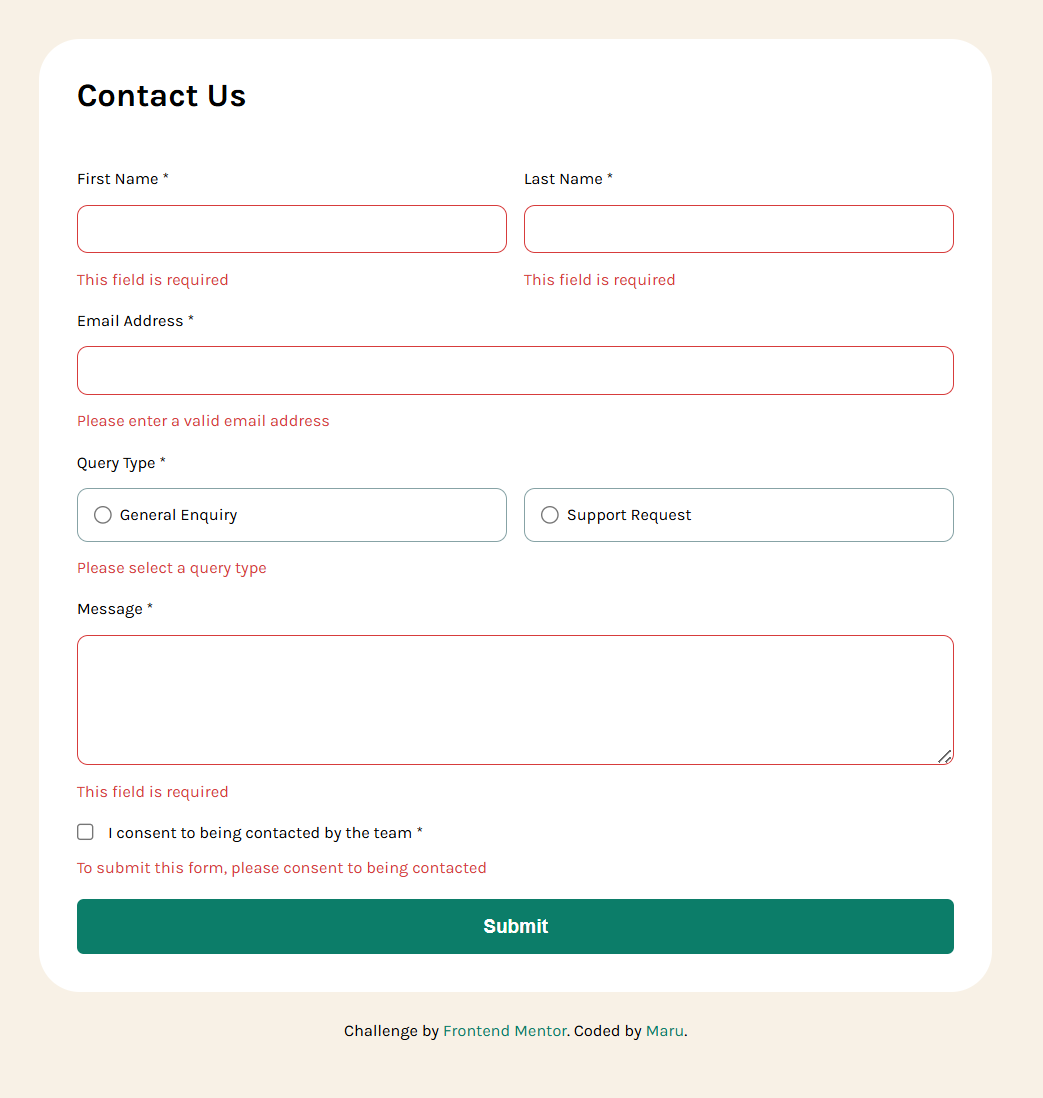 Contact Us
First Name * Last Name *
This field is required This field is required
Email Address *
Please enter a valid email address
Query Type *
General Enquiry Support Request
Please select a query type
Message *
This field is required
I consent to being contacted by the team *
To submit this form, please consent to being contacted
Submit
Challenge by Frontend Mentor. Coded by Maru.